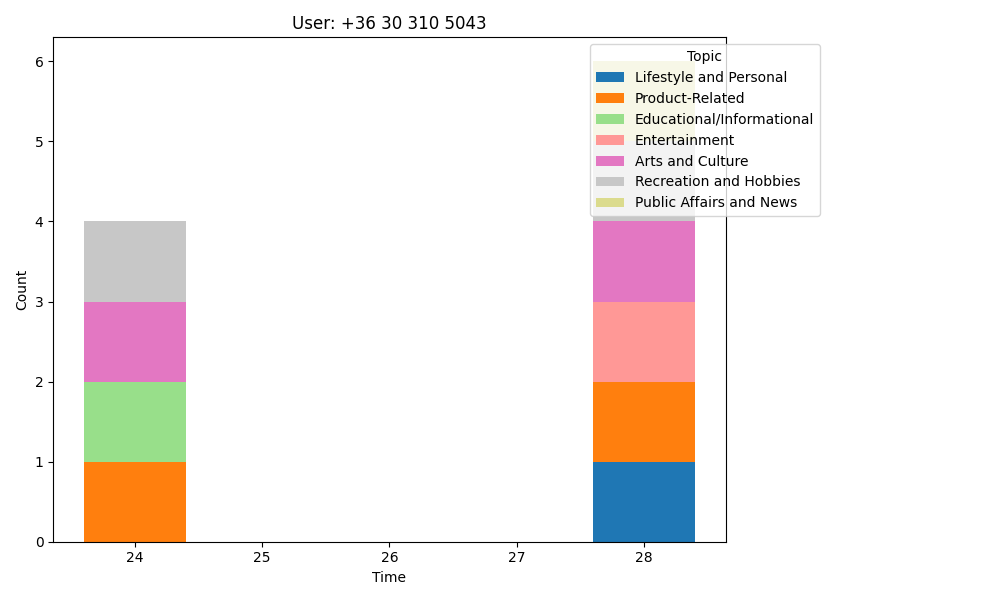 User: +36 30 310 5043
Topic
Lifestyle and Personal
Product-Related
Educational/Informational
Entertainment
Arts and Culture
Recreation and Hobbies
Public Affairs and News
Count
6
5
4
3
2
1
0
24 25 26 27 28
Time